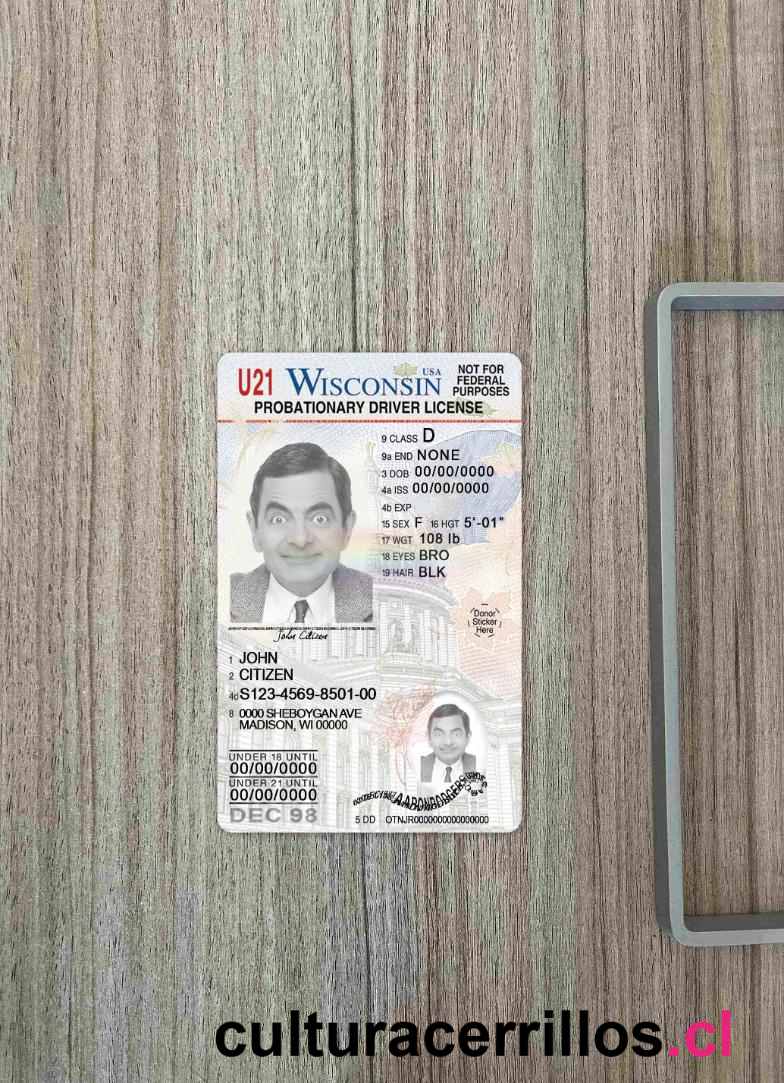 U21 WISCONSIN USA NOT FOR FEDERAL PURPOSES
PROBATIONARY DRIVER LICENSE
9 CLASS D
9a END NONE
3 DOB 00/00/0000
4a ISS 00/00/0000
4b EXP
15 SEX F 16 HGT 5'-01"
17 WGT 108 lb
18 EYES BRO
19 HAIR BLK
Donor
Sticker
Here
John Citizen
1 JOHN
2 CITIZEN
4d S123-4569-8501-00
8 0000 SHEBOYGAN AVE
MADISON, WI 00000
UNDER 18 UNTIL
00/00/0000
UNDER 21 UNTIL
00/00/0000
DEC 98
5 DD OTNJR0000000000000000
culturacerrillos.cl